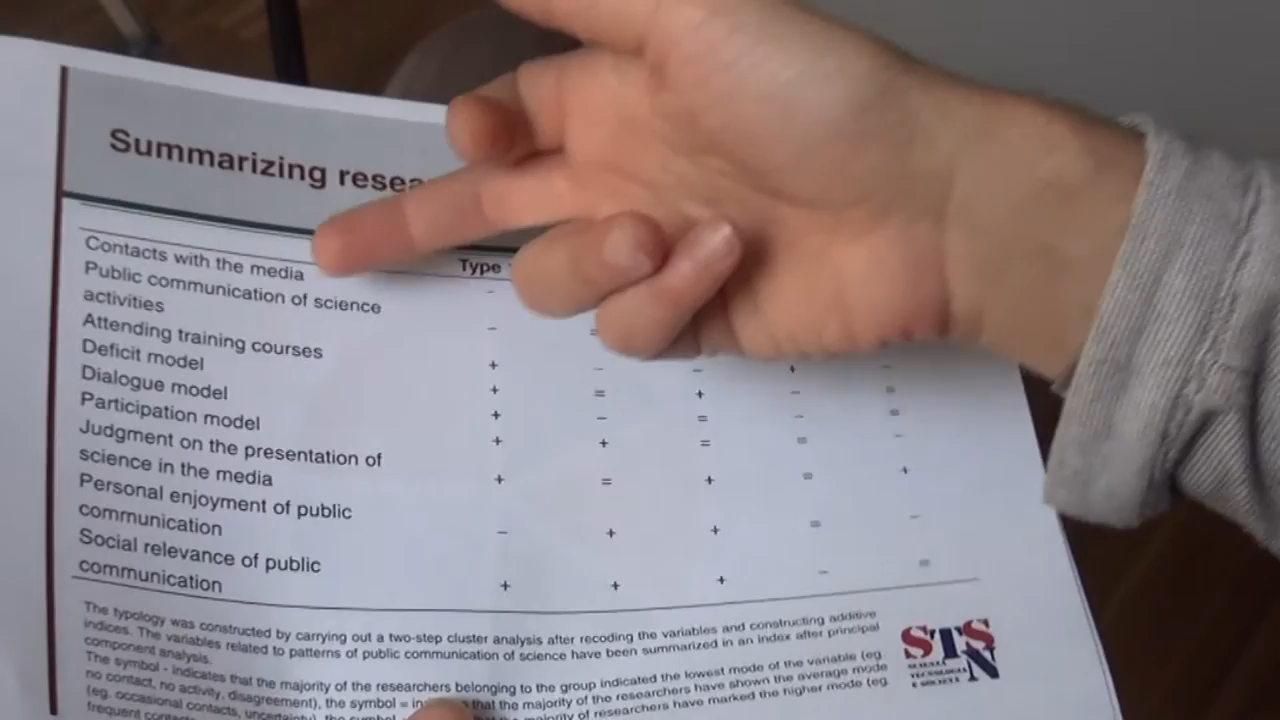 Summarizing resea
Type
Contacts with the media -
Public communication of science
activities - =
Attending training courses + - - + -
Deficit model + = + - =
Dialogue model + - = - =
Participation model + + = = -
Judgment on the presentation of
science in the media + = + = +
Personal enjoyment of public
communication - + + = -
Social relevance of public
communication + + + - =
The typology was constructed by carrying out a two-step cluster analysis after recoding the variables and constructing additive
indices. The variables related to patterns of public communication of science have been summarized in an index after principal
component analysis.
The symbol - indicates that the majority of the researchers belonging to the group indicated the lowest mode of the variable (eg.
no contact, no activity, disagreement), the symbol = in that the majority of the researchers have shown the average mode
(eg. occasional contacts, uncertainty), the symbol majority of researchers have marked the higher mode (eg.
frequent
STS
N
SCIENZA
TECNOLOGIA
E SOCIETÀ